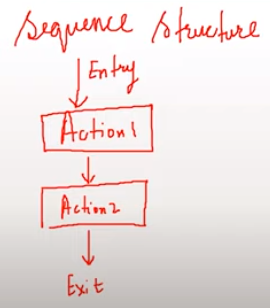 Sequence Structure
Entry
Action1
Action2
Exit